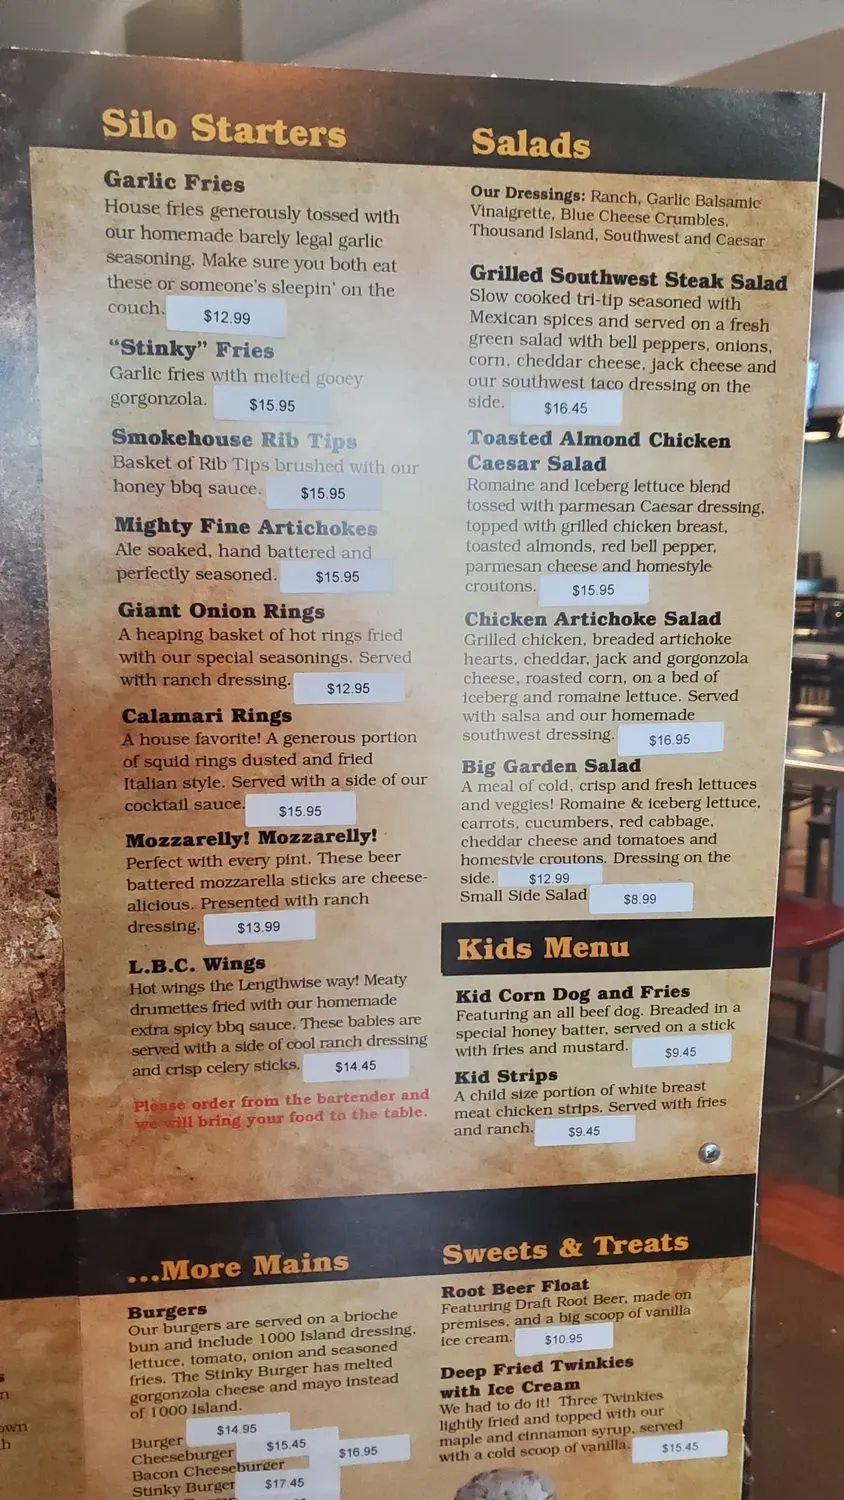 Silo Starters
Garlic Fries
House fries generously tossed with
our homemade barely legal garlic
seasoning. Make sure you both eat
these or someone's sleepin' on the
couch. $12.99
"Stinky" Fries
Garlic fries with melted gooey
gorgonzola. $15.95
Smokehouse Rib Tips
Basket of Rib Tips brushed with our
honey bbq sauce. $15.95
Mighty Fine Artichokes
Ale soaked, hand battered and
perfectly seasoned. $15.95
Giant Onion Rings
A heaping basket of hot rings fried
with our special seasonings. Served
with ranch dressing. $12.95
Calamari Rings
A house favorite! A generous portion
of squid rings dusted and fried
Italian style. Served with a side of our
cocktail sauce. $15.95
Mozzarelly! Mozzarelly!
Perfect with every pint. These beer
battered mozzarella sticks are cheese-
alicious. Presented with ranch
dressing. $13.99
L.B.C. Wings
Hot wings the Lengthwise way! Meaty
drumettes fried with our homemade
extra spicy bbq sauce. These babies are
served with a side of cool ranch dressing
and crisp celery sticks. $14.45
Please order from the bartender and
we will bring your food to the table.
Salads
Our Dressings: Ranch, Garlic Balsamic
Vinaigrette, Blue Cheese Crumbles,
Thousand Island, Southwest and Caesar
Grilled Southwest Steak Salad
Slow cooked tri-tip seasoned with
Mexican spices and served on a fresh
green salad with bell peppers, onions,
corn, cheddar cheese, jack cheese and
our southwest taco dressing on the
side. $16.45
Toasted Almond Chicken
Caesar Salad
Romaine and Iceberg lettuce blend
tossed with parmesan Caesar dressing,
topped with grilled chicken breast,
toasted almonds, red bell pepper,
parmesan cheese and homestyle
croutons. $15.95
Chicken Artichoke Salad
Grilled chicken, breaded artichoke
hearts, cheddar, jack and gorgonzola
cheese, roasted corn, on a bed of
iceberg and romaine lettuce. Served
with salsa and our homemade
southwest dressing. $16.95
Big Garden Salad
A meal of cold, crisp and fresh lettuces
and veggies! Romaine & iceberg lettuce,
carrots, cucumbers, red cabbage,
cheddar cheese and tomatoes and
homestyle croutons. Dressing on the
side. $12.99
Small Side Salad $8.99
Kids Menu
Kid Corn Dog and Fries
Featuring an all beef dog. Breaded in a
special honey batter, served on a stick
with fries and mustard. $9.45
Kid Strips
A child size portion of white breast
meat chicken strips. Served with fries
and ranch. $9.45
...More Mains
Burgers
Our burgers are served on a brioche
bun and include 1000 Island dressing,
lettuce, tomato, onion and seasoned
fries. The Stinky Burger has melted
gorgonzola cheese and mayo instead
of 1000 Island.
Burger $14.95
Cheeseburger $15.45
Bacon Cheeseburger $16.95
Stinky Burger $17.45
Sweets & Treats
Root Beer Float
Featuring Draft Root Beer, made on
premises, and a big scoop of vanilla
ice cream. $10.95
Deep Fried Twinkies
with Ice Cream
We had to do it! Three Twinkies
lightly fried and topped with our
maple and cinnamon syrup, served
with a cold scoop of vanilla. $15.45